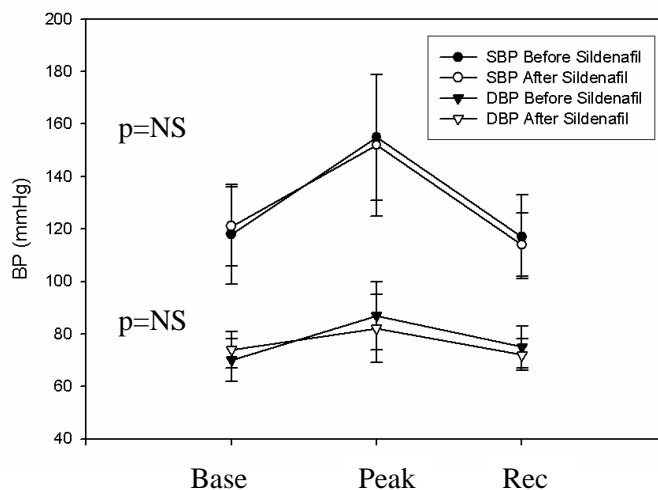 200
180
160
140
120
100
80
60
40
BP (mmHg)
SBP Before Sildenafil
SBP After Sildenafil
DBP Before Sildenafil
DBP After Sildenafil
p=NS
p=NS
Base Peak Rec